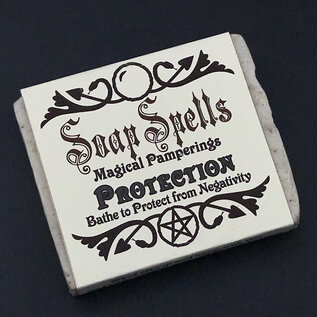 Soap Spells
Magical Pamperings
Protection
Bathe to Protect from Negativity